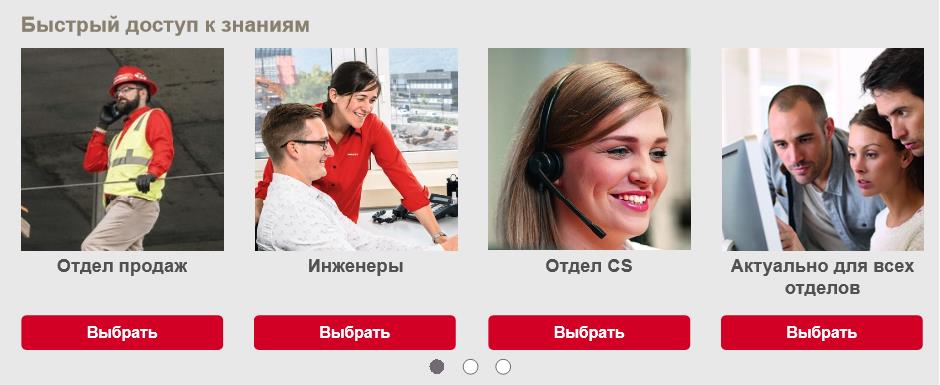 Быстрый доступ к знаниям
Отдел продаж
Инженеры
Отдел CS
Актуально для всех
отделов
Выбрать
Выбрать
Выбрать
Выбрать